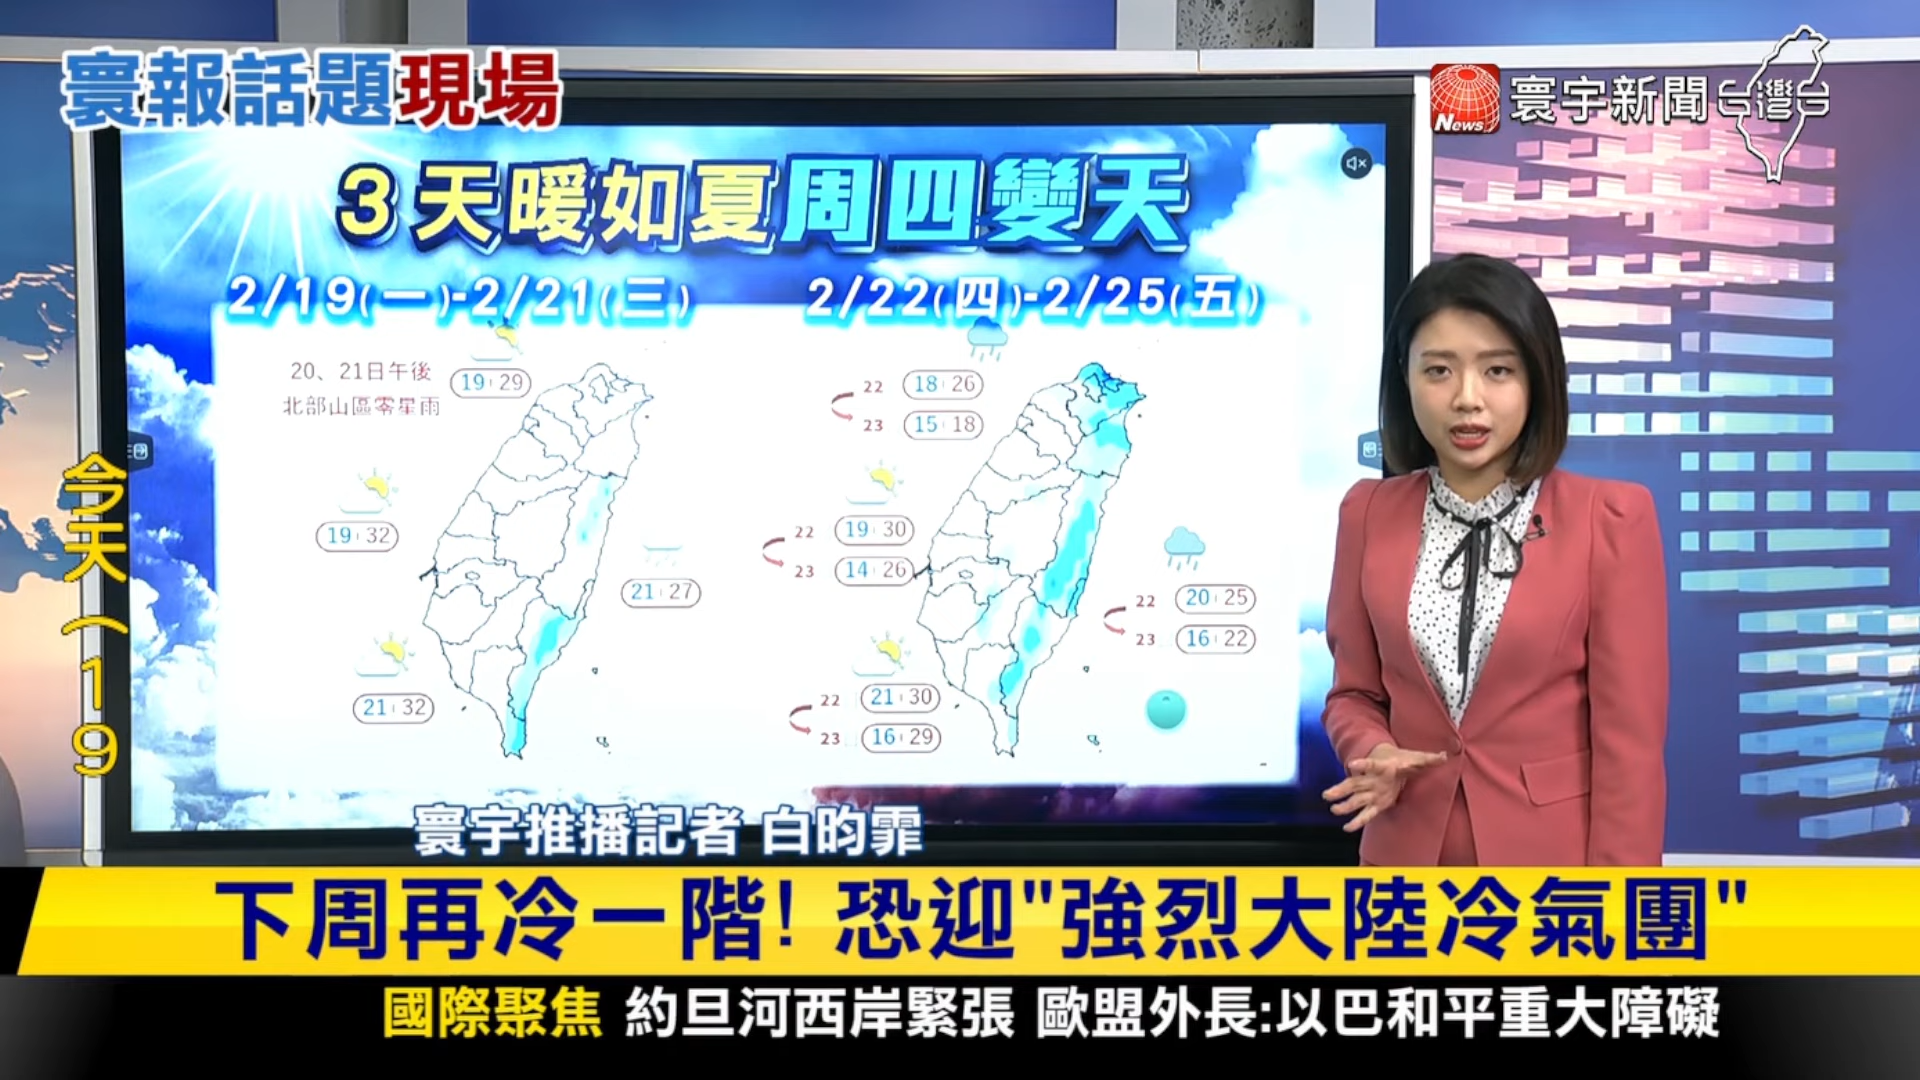 寰報話題現場
News 寰宇新聞 台灣台
3天暖如夏周四變天
2/19(一)-2/21(三)
2/22(四)-2/25(五)
20、21日午後
北部山區零星雨
19 29
19 32
21 27
21 32
22 18 26
23 15 18
22 19 30
23 14 26
22 20 25
23 16 22
22 21 30
23 16 29
今天(19
寰宇推播記者 白昀霏
下周再冷一階! 恐迎"強烈大陸冷氣團"
國際聚焦 約旦河西岸緊張 歐盟外長:以巴和平重大障礙